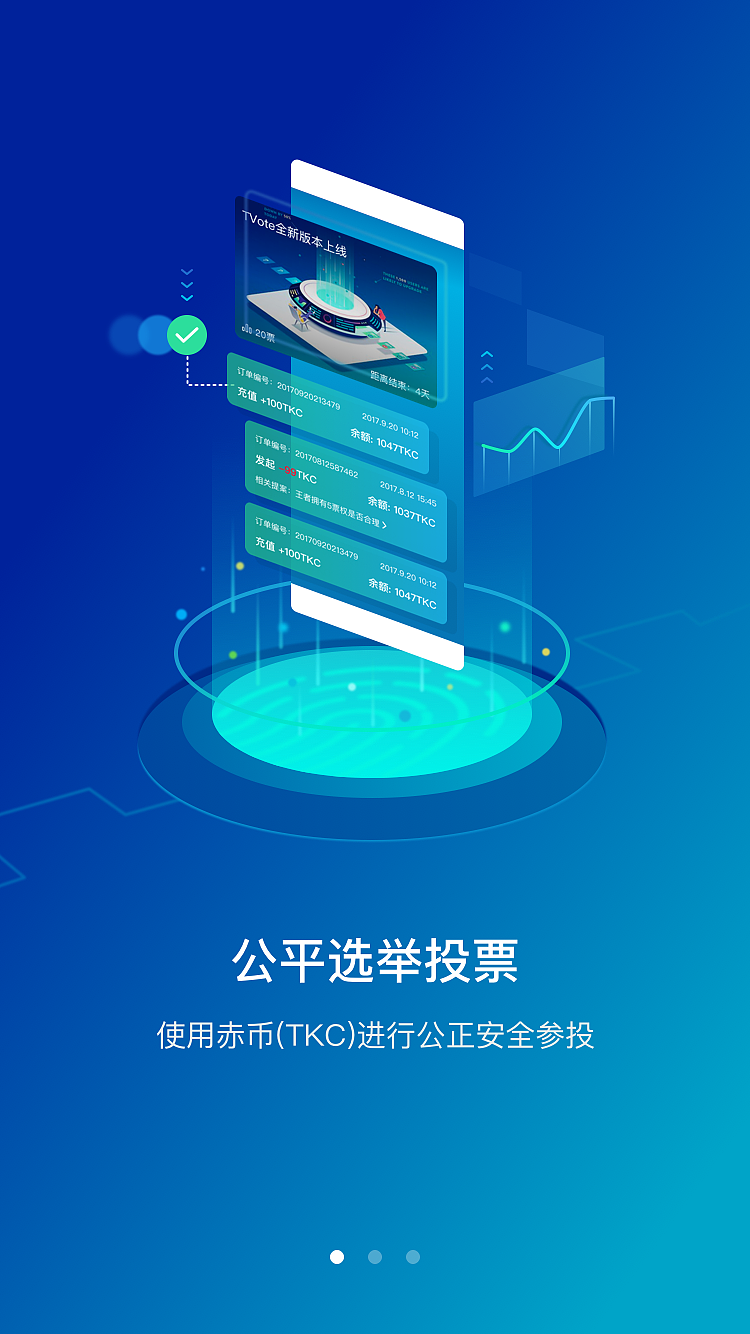 TVote全新版本上线
20票
距离结束：4天
订单编号：20170920213479
2017.9.20 10:12
充值 +100TKC
余额: 1047TKC
订单编号：20170812587462
2017.8.12 15:45
发起 -99TKC
余额: 1037TKC
相关提案：王者拥有5票权是否合理 >
订单编号：20170920213479
2017.9.20 10:12
充值 +100TKC
余额: 1047TKC
公平选举投票
使用赤币(TKC)进行公正安全参投